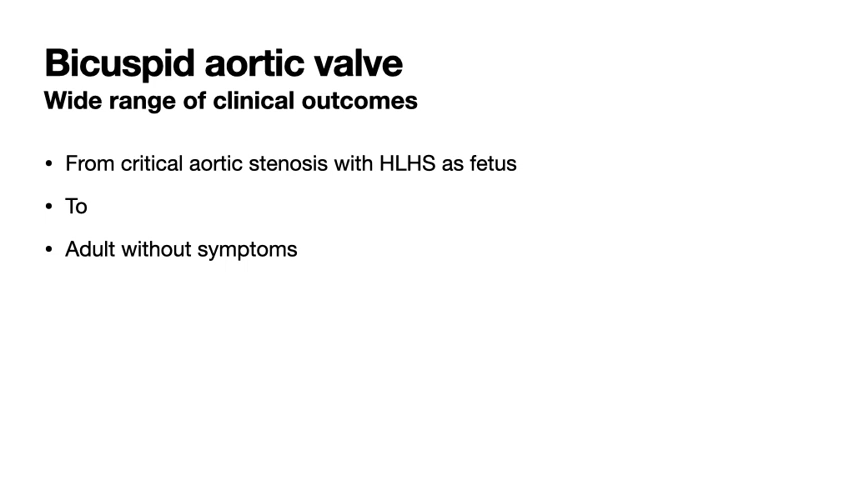 Bicuspid aortic valve
Wide range of clinical outcomes
• From critical aortic stenosis with HLHS as fetus
• To
• Adult without symptoms